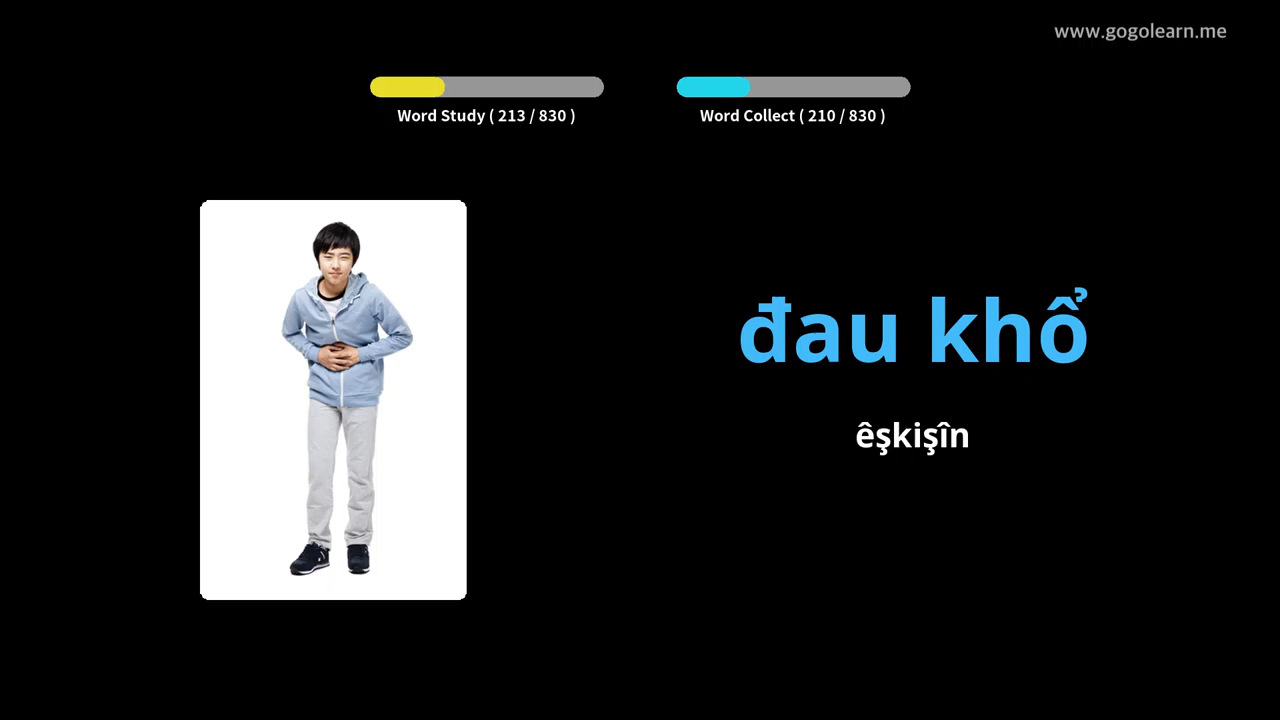 www.gogolearn.me
Word Study ( 213 / 830 )
Word Collect ( 210 / 830 )
đau khổ
êşkişîn